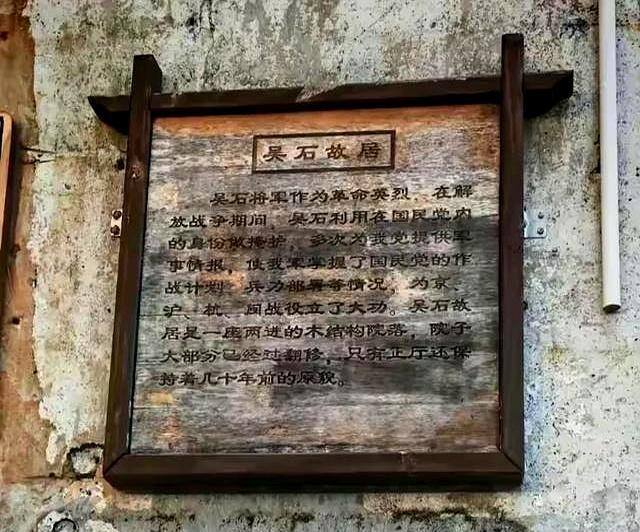 吴石故居
吴石将军作为革命英烈，在解
放战争期间，吴石利用在国民党内
的身份做掩护，多次为我党提供军
事情报，使我军掌握了国民党的作
战计划、兵力部署等情况，为京、
沪、杭、闽战役立了大功。吴石故
居是一座两进的木结构院落，院子
大部分已经过翻修，只有正厅还保
持着几十年前的原貌。